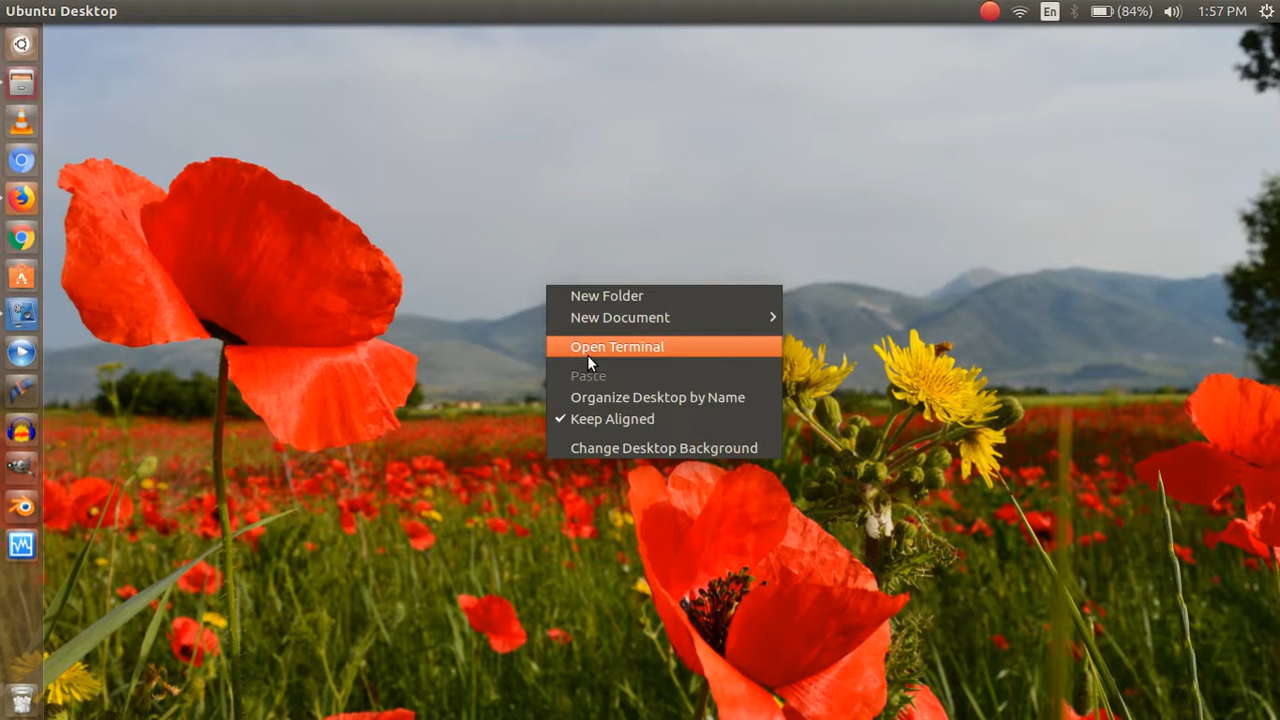 Ubuntu Desktop
En
(84%)
1:57 PM
New Folder
New Document
Open Terminal
Paste
Organize Desktop by Name
Keep Aligned
Change Desktop Background